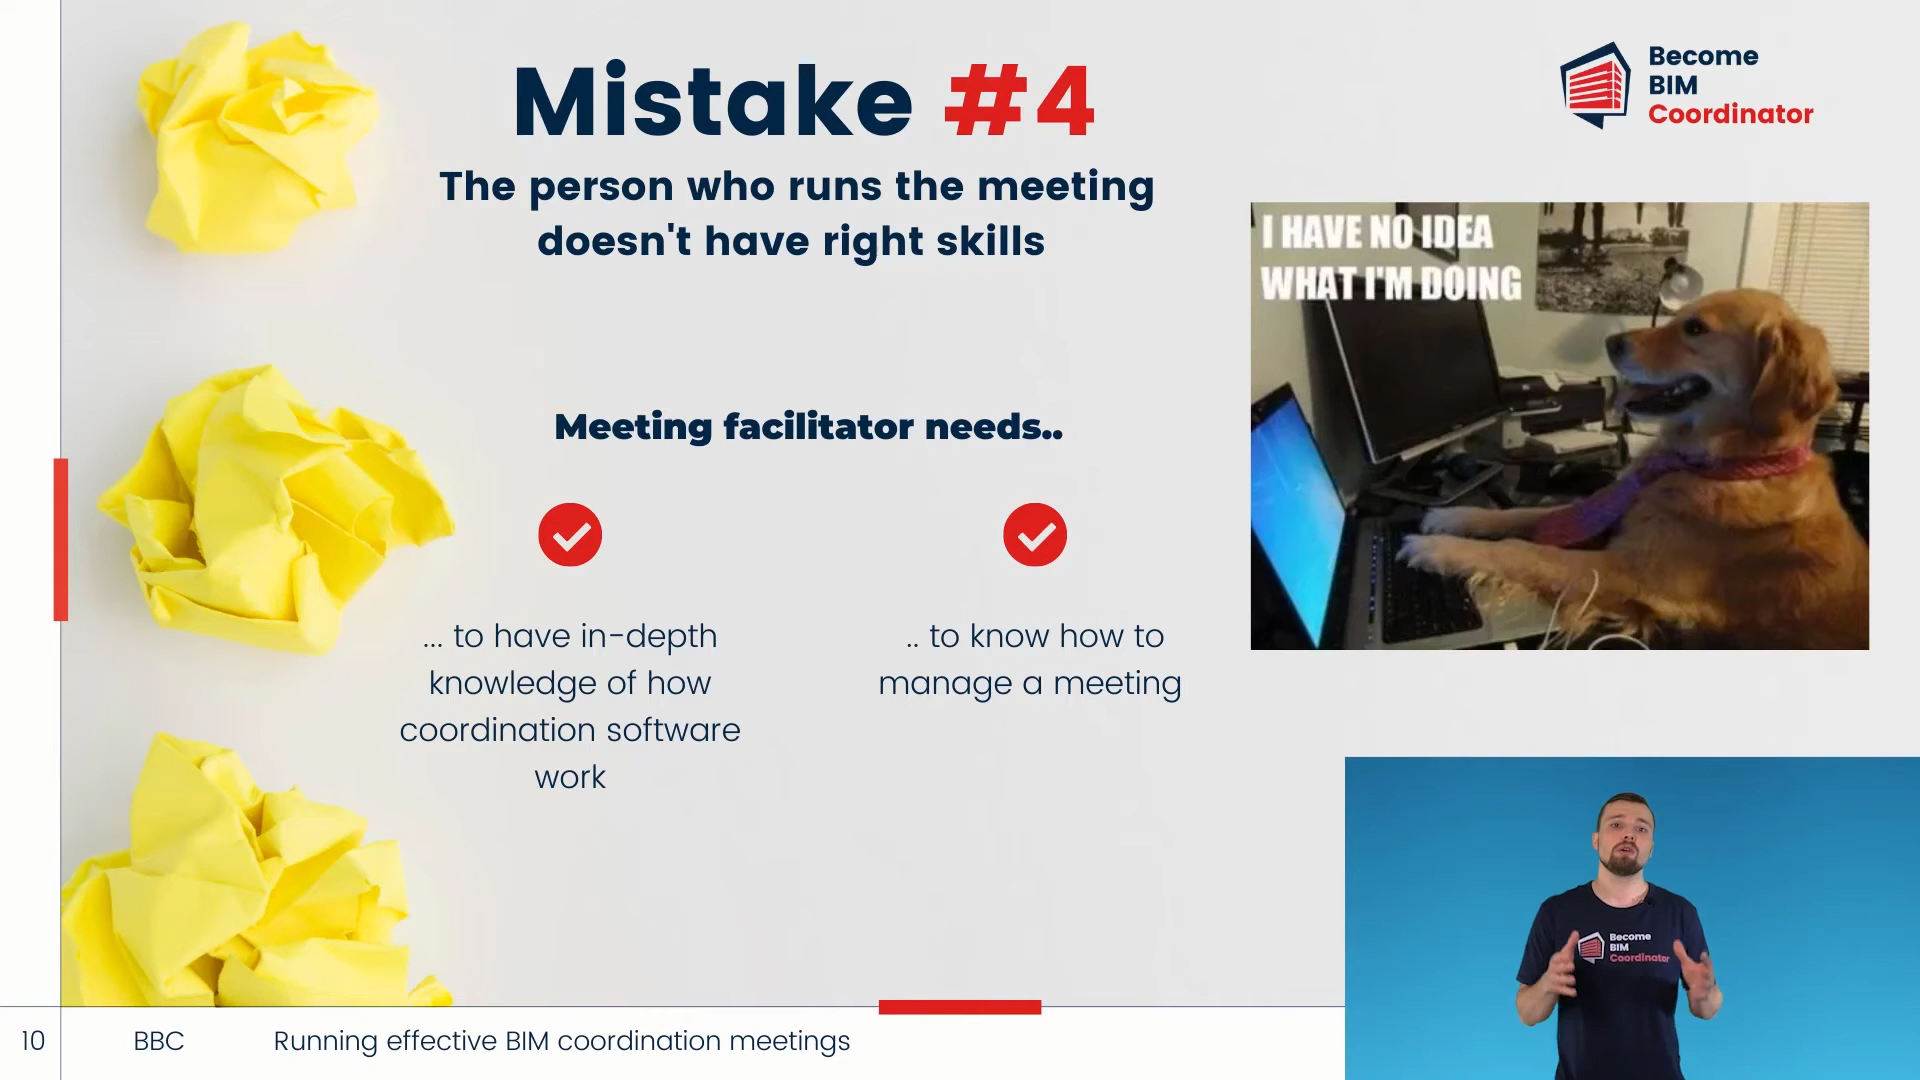 Mistake #4
The person who runs the meeting
doesn't have right skills
Become
BIM
Coordinator
I HAVE NO IDEA
WHAT I'M DOING
Meeting facilitator needs..
... to have in-depth
knowledge of how
coordination software
work
.. to know how to
manage a meeting
Become
BIM
Coordinator
10
BBC
Running effective BIM coordination meetings